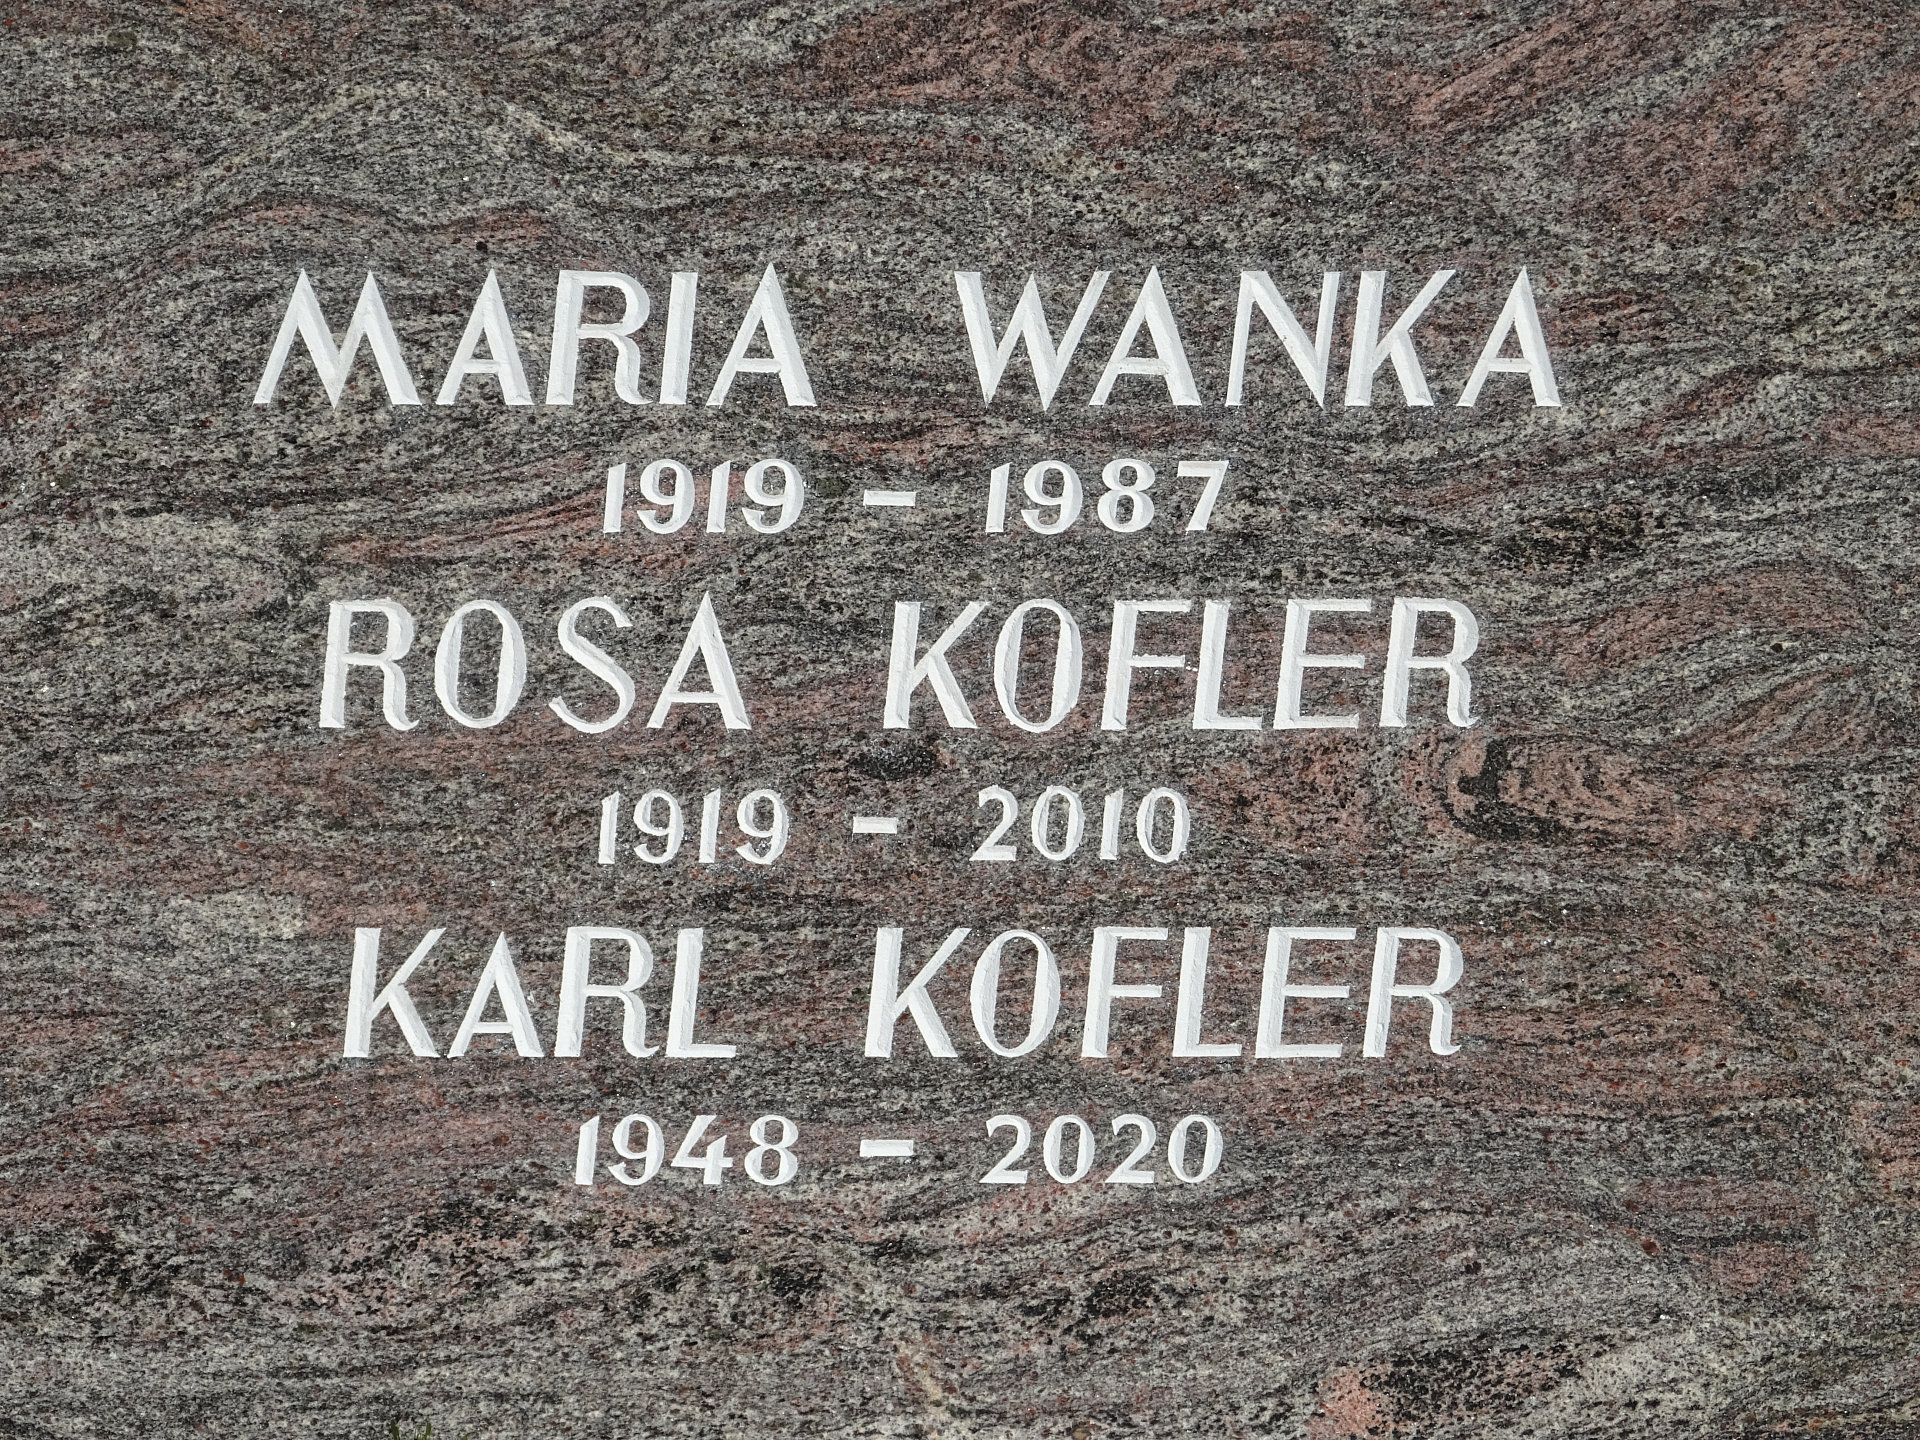 MARIA WANKA
1919 - 1987
ROSA KOFLER
1919 - 2010
KARL KOFLER
1948 - 2020